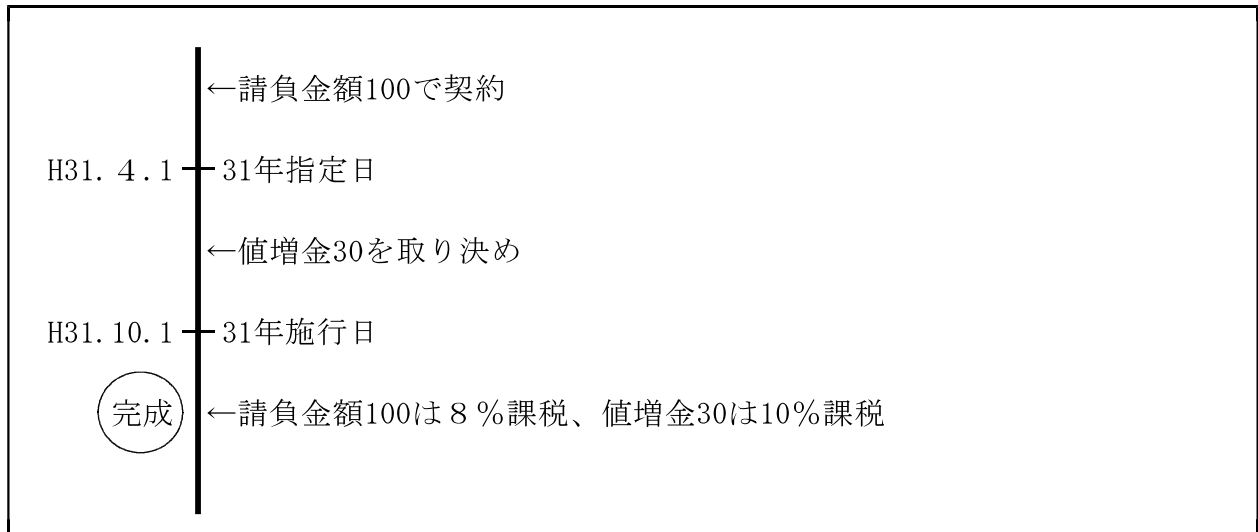 ←請負金額100で契約
H31. 4.1 31年指定日
←値増金30を取り決め
H31.10.1 31年施行日
完成 ←請負金額100は8%課税、値増金30は10%課税